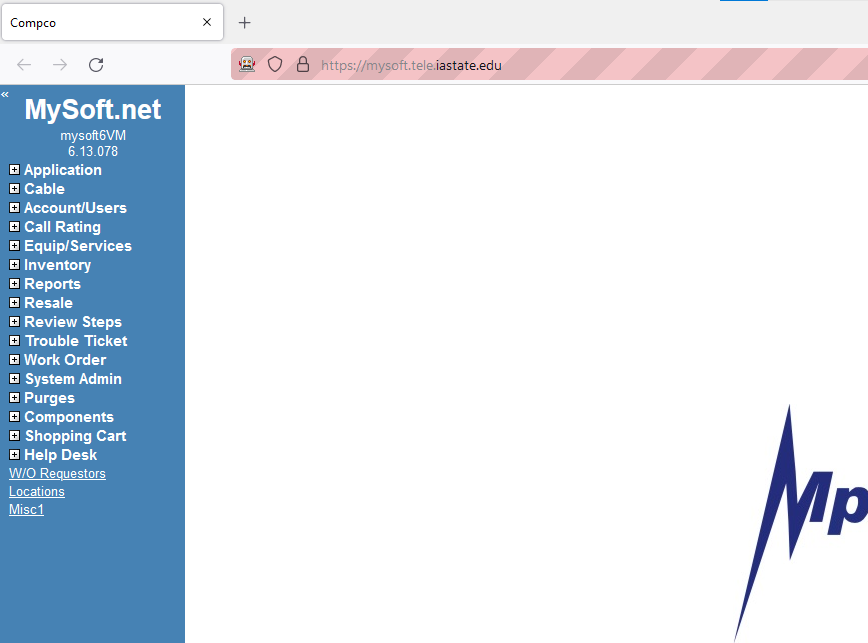 Compco
https://mysoft.tele.iastate.edu
«
MySoft.net
mysoft6VM
6.13.078
Application
Cable
Account/Users
Call Rating
Equip/Services
Inventory
Reports
Resale
Review Steps
Trouble Ticket
Work Order
System Admin
Purges
Components
Shopping Cart
Help Desk
W/O Requestors
Locations
Misc1
Mp